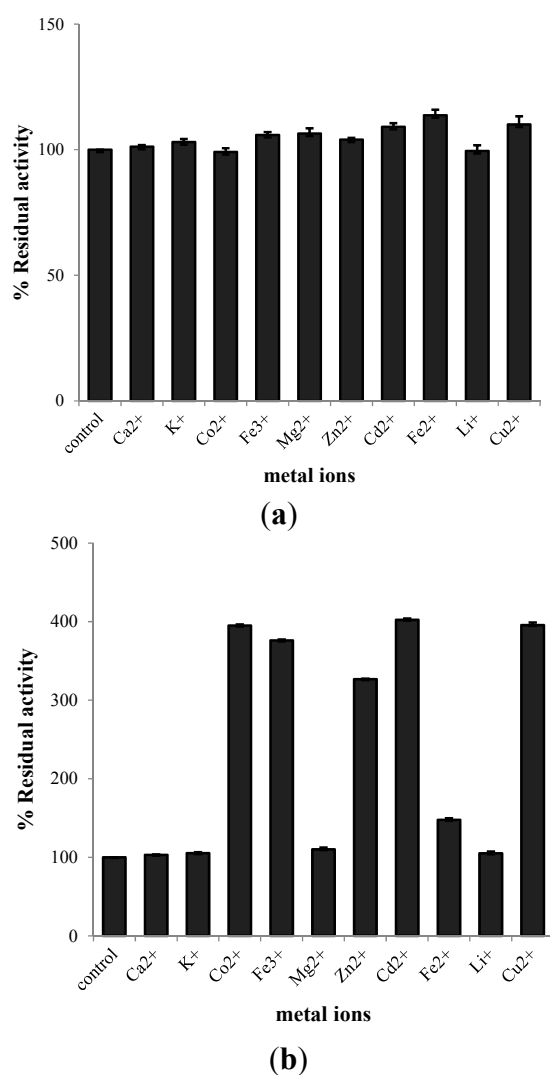 150
100
50
0
% Residual activity
control
Ca2+
K+
Co2+
Fe3+
Mg2+
Zn2+
Cd2+
Fe2+
Li+
Cu2+
metal ions
(a)
500
400
300
200
100
0
% Residual activity
control
Ca2+
K+
Co2+
Fe3+
Mg2+
Zn2+
Cd2+
Fe2+
Li+
Cu2+
metal ions
(b)